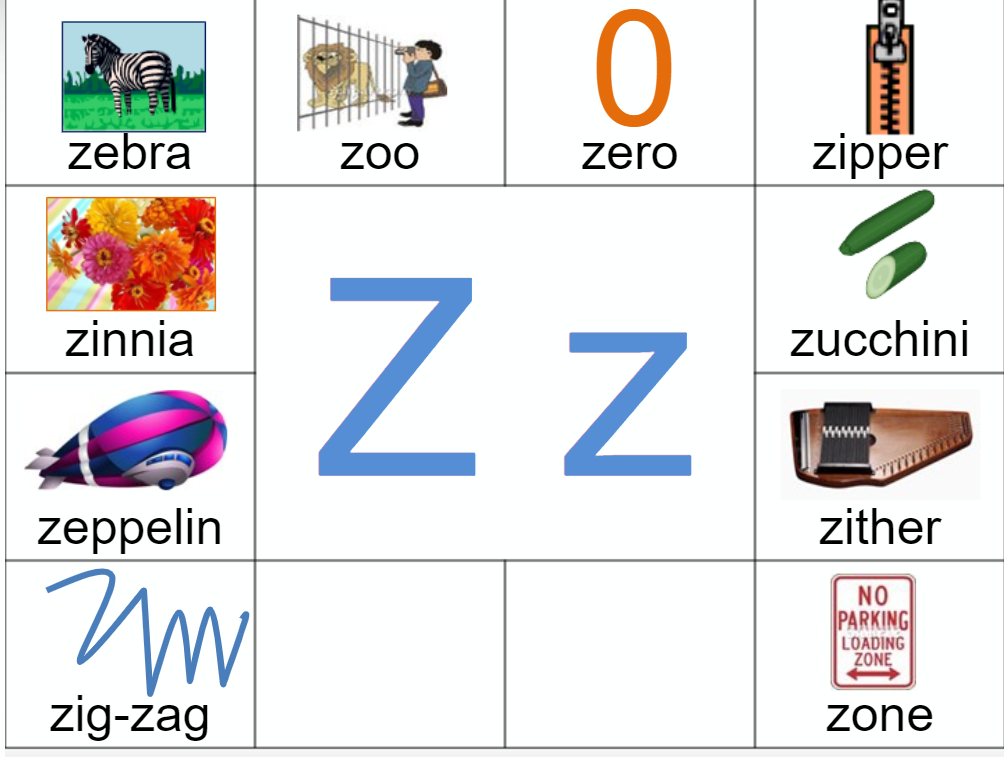 0
zebra
zoo
zero
zipper
zinnia
Z z
zucchini
zeppelin
zither
NO
PARKING
LOADING
ZONE
zig-zag
zone